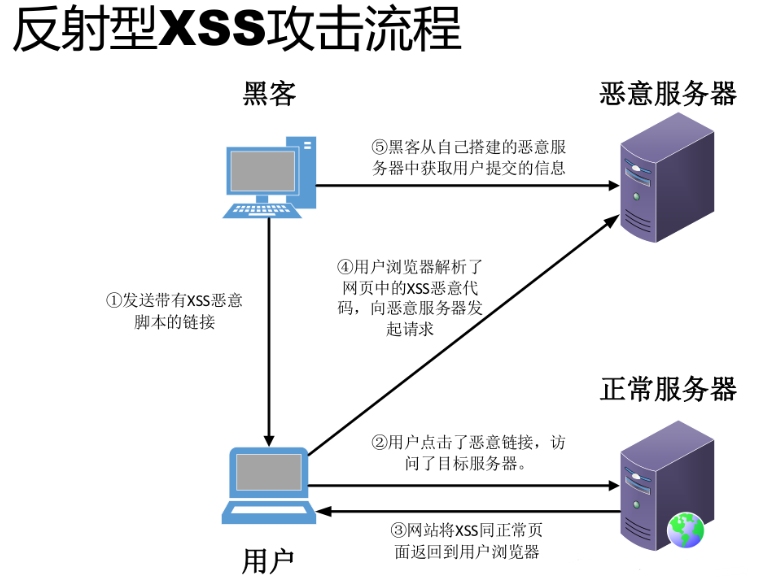 反射型XSS攻击流程
黑客
恶意服务器
⑤黑客从自己搭建的恶意服
务器中获取用户提交的信息
④用户浏览器解析了
网页中的XSS恶意代
码，向恶意服务器发
起请求
①发送带有XSS恶意
脚本的链接
正常服务器
②用户点击了恶意链接，访
问了目标服务器。
③网站将XSS同正常页
面返回到用户浏览器
用户